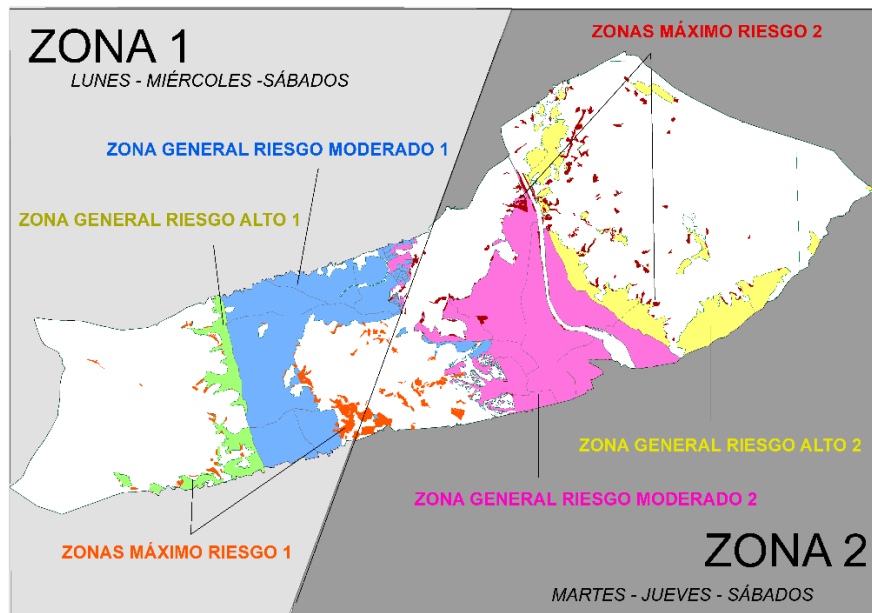 ZONA 1
LUNES - MIÉRCOLES -SÁBADOS
ZONAS MÁXIMO RIESGO 2
ZONA GENERAL RIESGO MODERADO 1
ZONA GENERAL RIESGO ALTO 1
ZONA GENERAL RIESGO ALTO 2
ZONA GENERAL RIESGO MODERADO 2
ZONAS MÁXIMO RIESGO 1
ZONA 2
MARTES - JUEVES - SÁBADOS